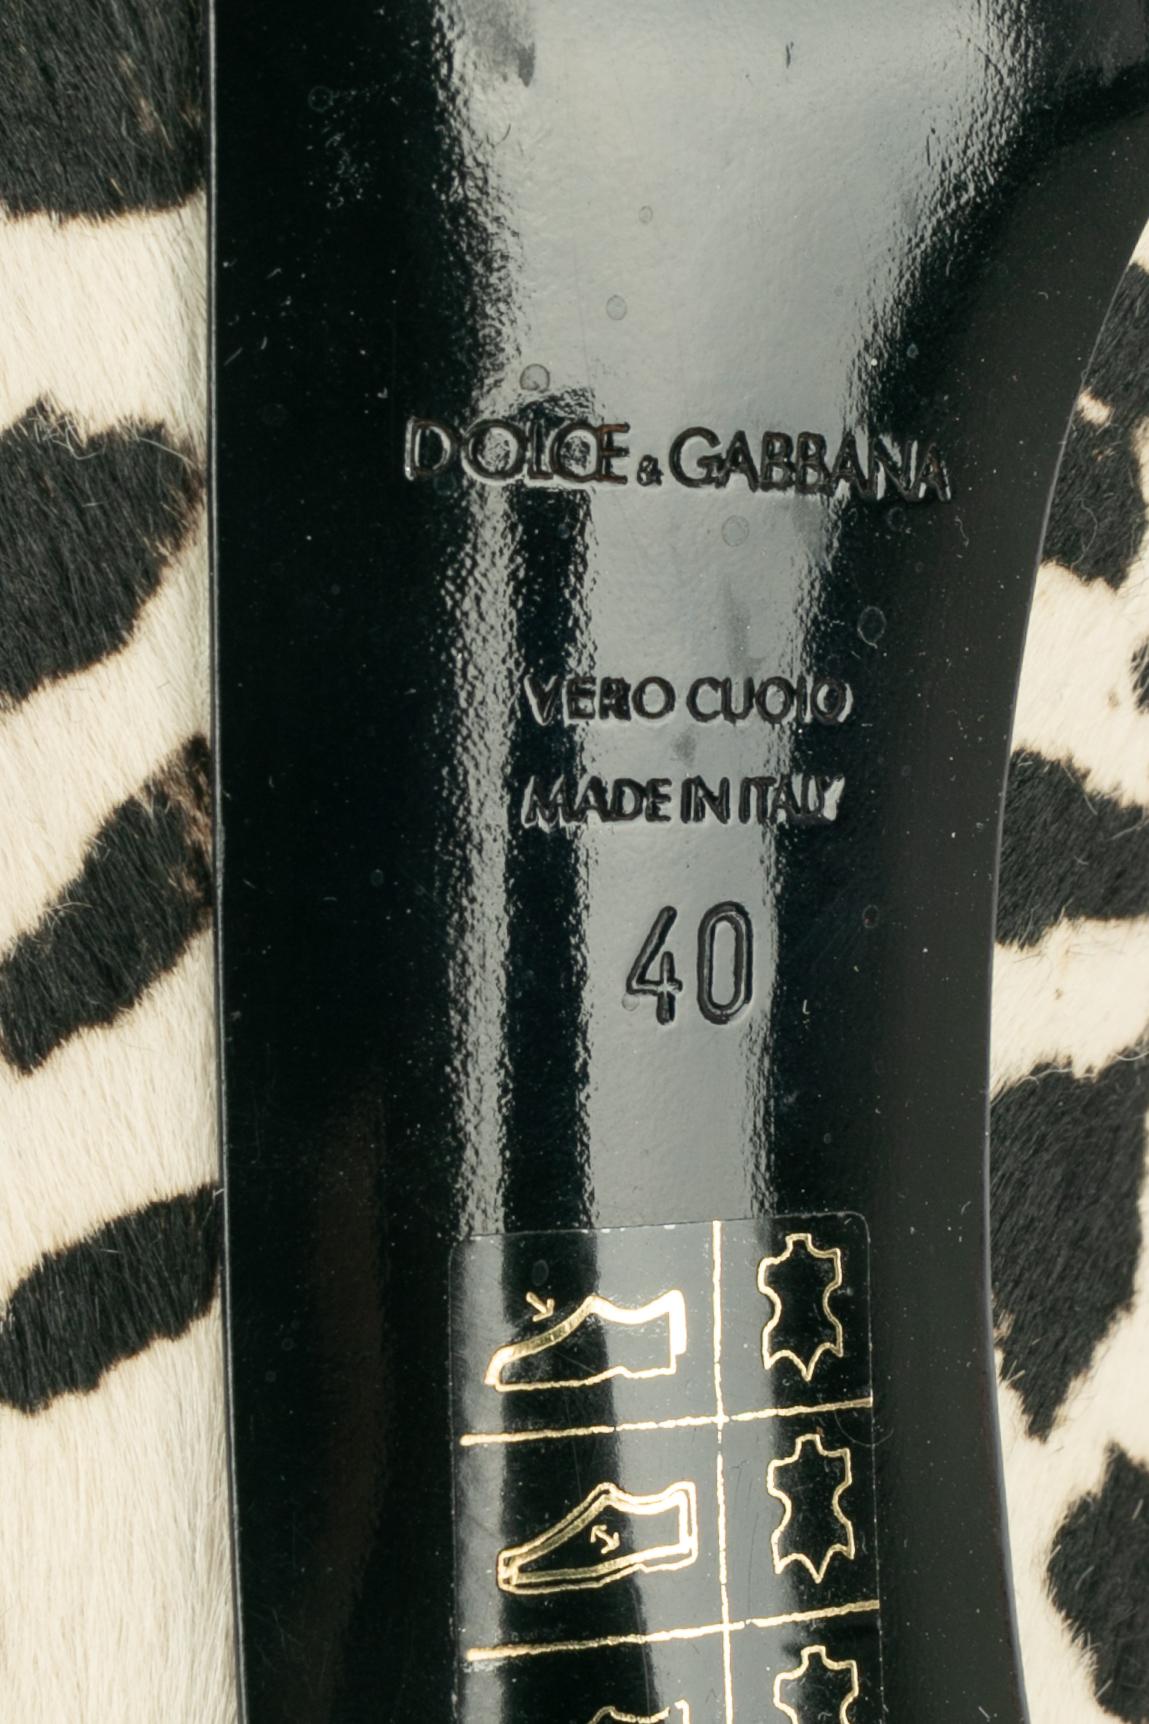 DOLCE & GABBANA
VERO CUOIO
MADE IN ITALY
40